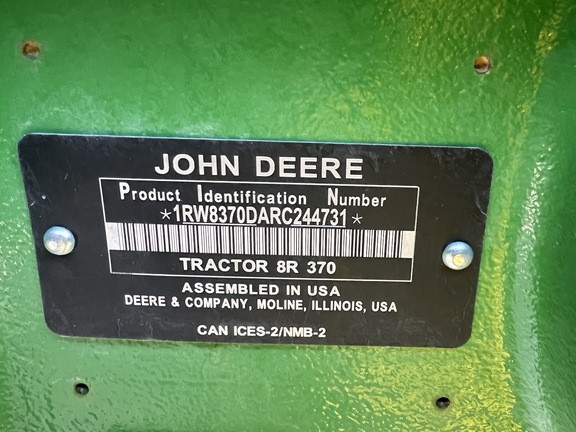 JOHN DEERE
Product Identification Number
*1RW8370DARC244731*
TRACTOR 8R 370
ASSEMBLED IN USA
DEERE & COMPANY, MOLINE, ILLINOIS, USA
CAN ICES-2/NMB-2